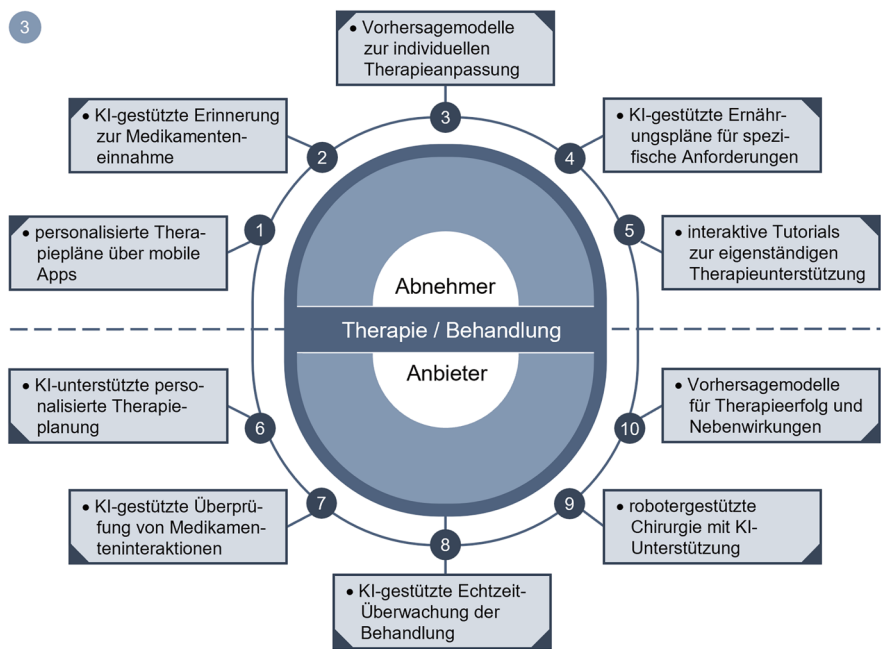 3
• Vorhersagemodelle
zur individuellen
Therapieanpassung
3
• KI-gestützte Erinnerung
zur Medikamenten-
einnahme
2
• KI-gestützte Ernähr-
ungspläne für spezi-
fische Anforderungen
4
• personalisierte Thera-
piepläne über mobile
Apps
1
• interaktive Tutorials
zur eigenständigen
Therapieunterstützung
5
Abnehmer
Therapie / Behandlung
Anbieter
• KI-unterstützte perso-
nalisierte Therapie-
planung
6
• Vorhersagemodelle
für Therapieerfolg und
Nebenwirkungen
10
• KI-gestützte Überprü-
fung von Medikamen-
teninteraktionen
7
• robotergestützte
Chirurgie mit KI-
Unterstützung
9
8
• KI-gestützte Echtzeit-
Überwachung der
Behandlung